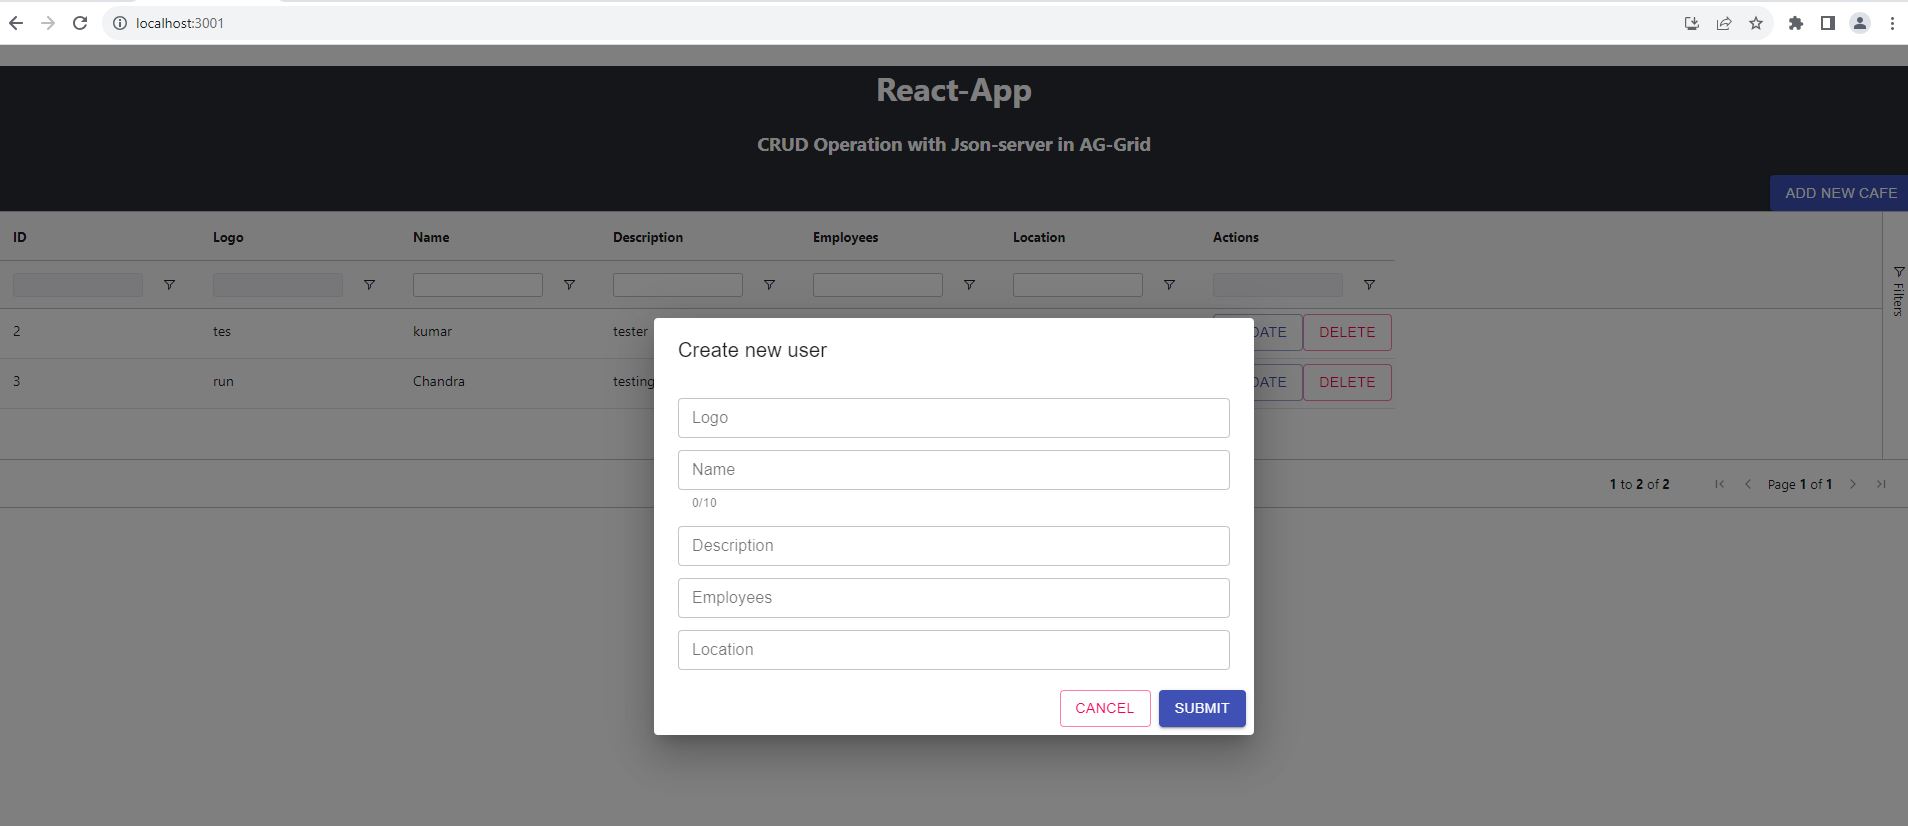 localhost:3001
React-App
CRUD Operation with Json-server in AG-Grid
ADD NEW CAFE
ID Logo Name Description Employees Location Actions
Filters
2 tes kumar tester DATE DELETE
3 run Chandra testing DATE DELETE
Create new user
Logo
Name
0/10
Description
Employees
Location
CANCEL SUBMIT
1 to 2 of 2 Page 1 of 1